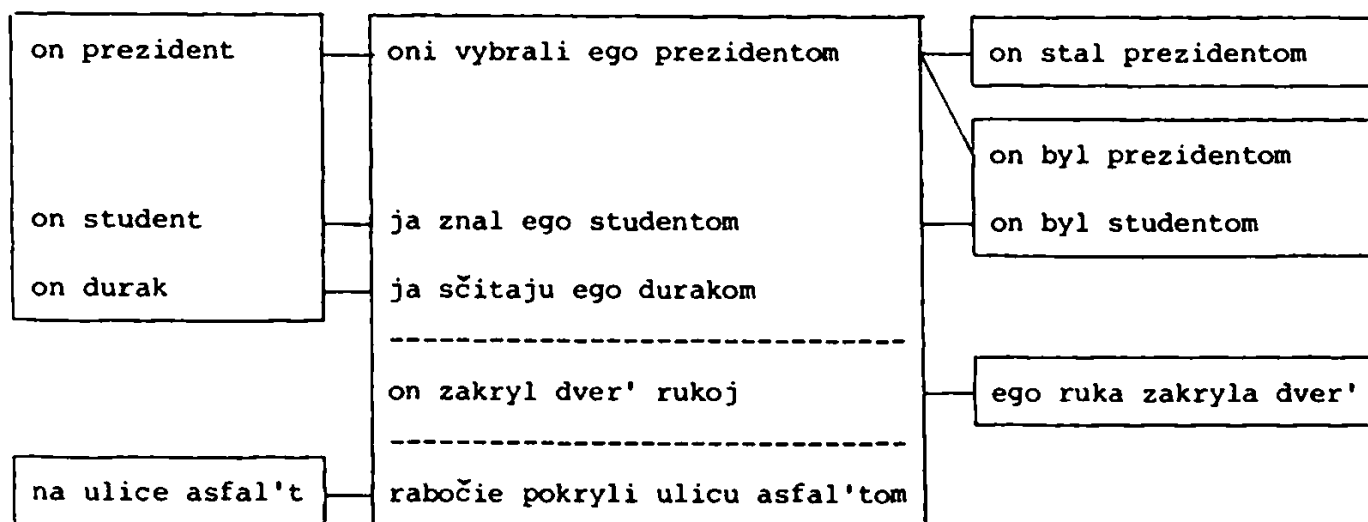 on prezident oni vybrali ego prezidentom on stal prezidentom
on byl prezidentom
on student ja znal ego studentom on byl studentom
on durak ja sčitaju ego durakom
on zakryl dver' rukoj ego ruka zakryla dver'
na ulice asfal't rabočie pokryli ulicu asfal'tom